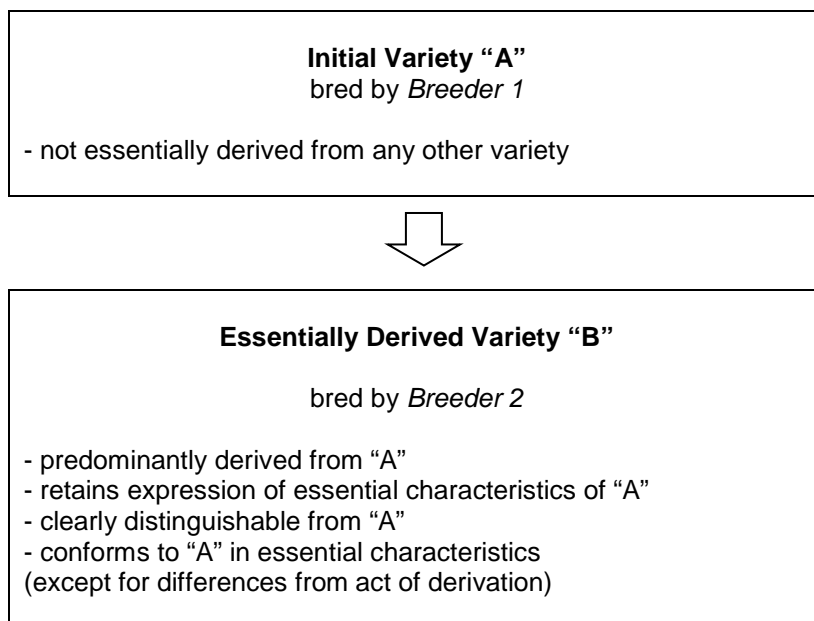 Initial Variety “A”
bred by Breeder 1
- not essentially derived from any other variety
Essentially Derived Variety “B”
bred by Breeder 2
- predominantly derived from “A”
- retains expression of essential characteristics of “A”
- clearly distinguishable from “A”
- conforms to “A” in essential characteristics
(except for differences from act of derivation)